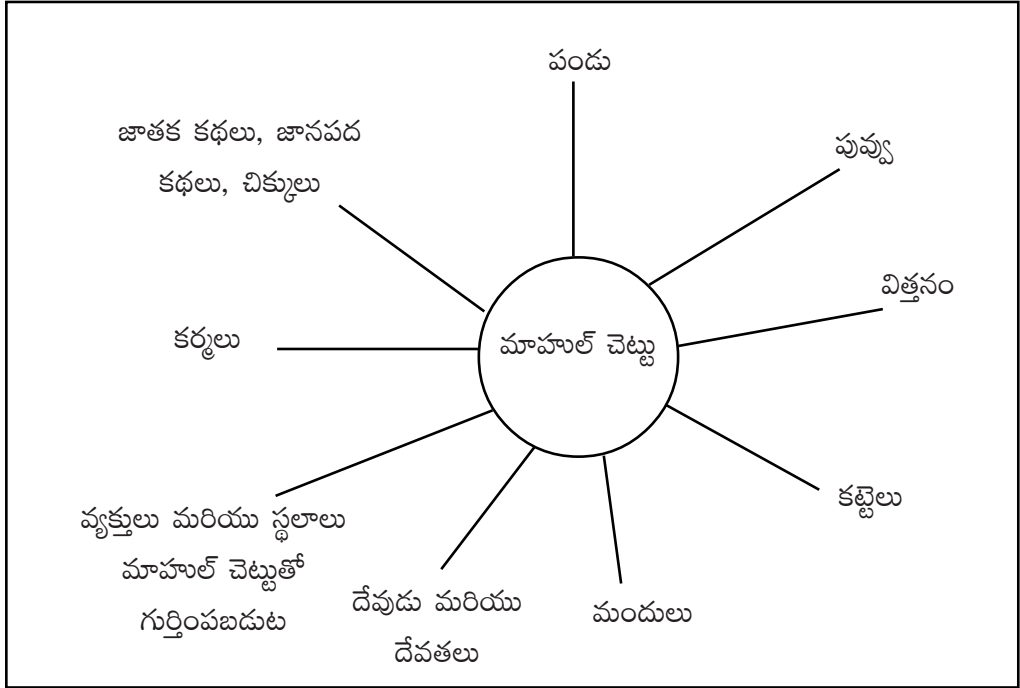 పండు
జాతక కథలు, జానపద
కథలు, చిక్కులు
పువ్వు
విత్తనం
కర్మలు
మాహుల్ చెట్టు
కట్టెలు
వ్యక్తులు మరియు స్థలాలు
మాహుల్ చెట్టుతో
గుర్తింపబడుట
దేవుడు మరియు
దేవతలు
మందులు